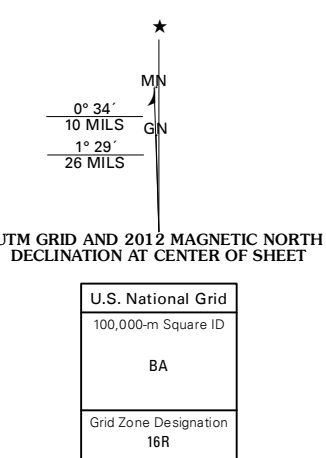 ★
MN
0° 34´
10 MILS
GN
1° 29´
26 MILS
UTM GRID AND 2012 MAGNETIC NORTH
DECLINATION AT CENTER OF SHEET
U.S. National Grid
100,000-m Square ID
BA
Grid Zone Designation
16R